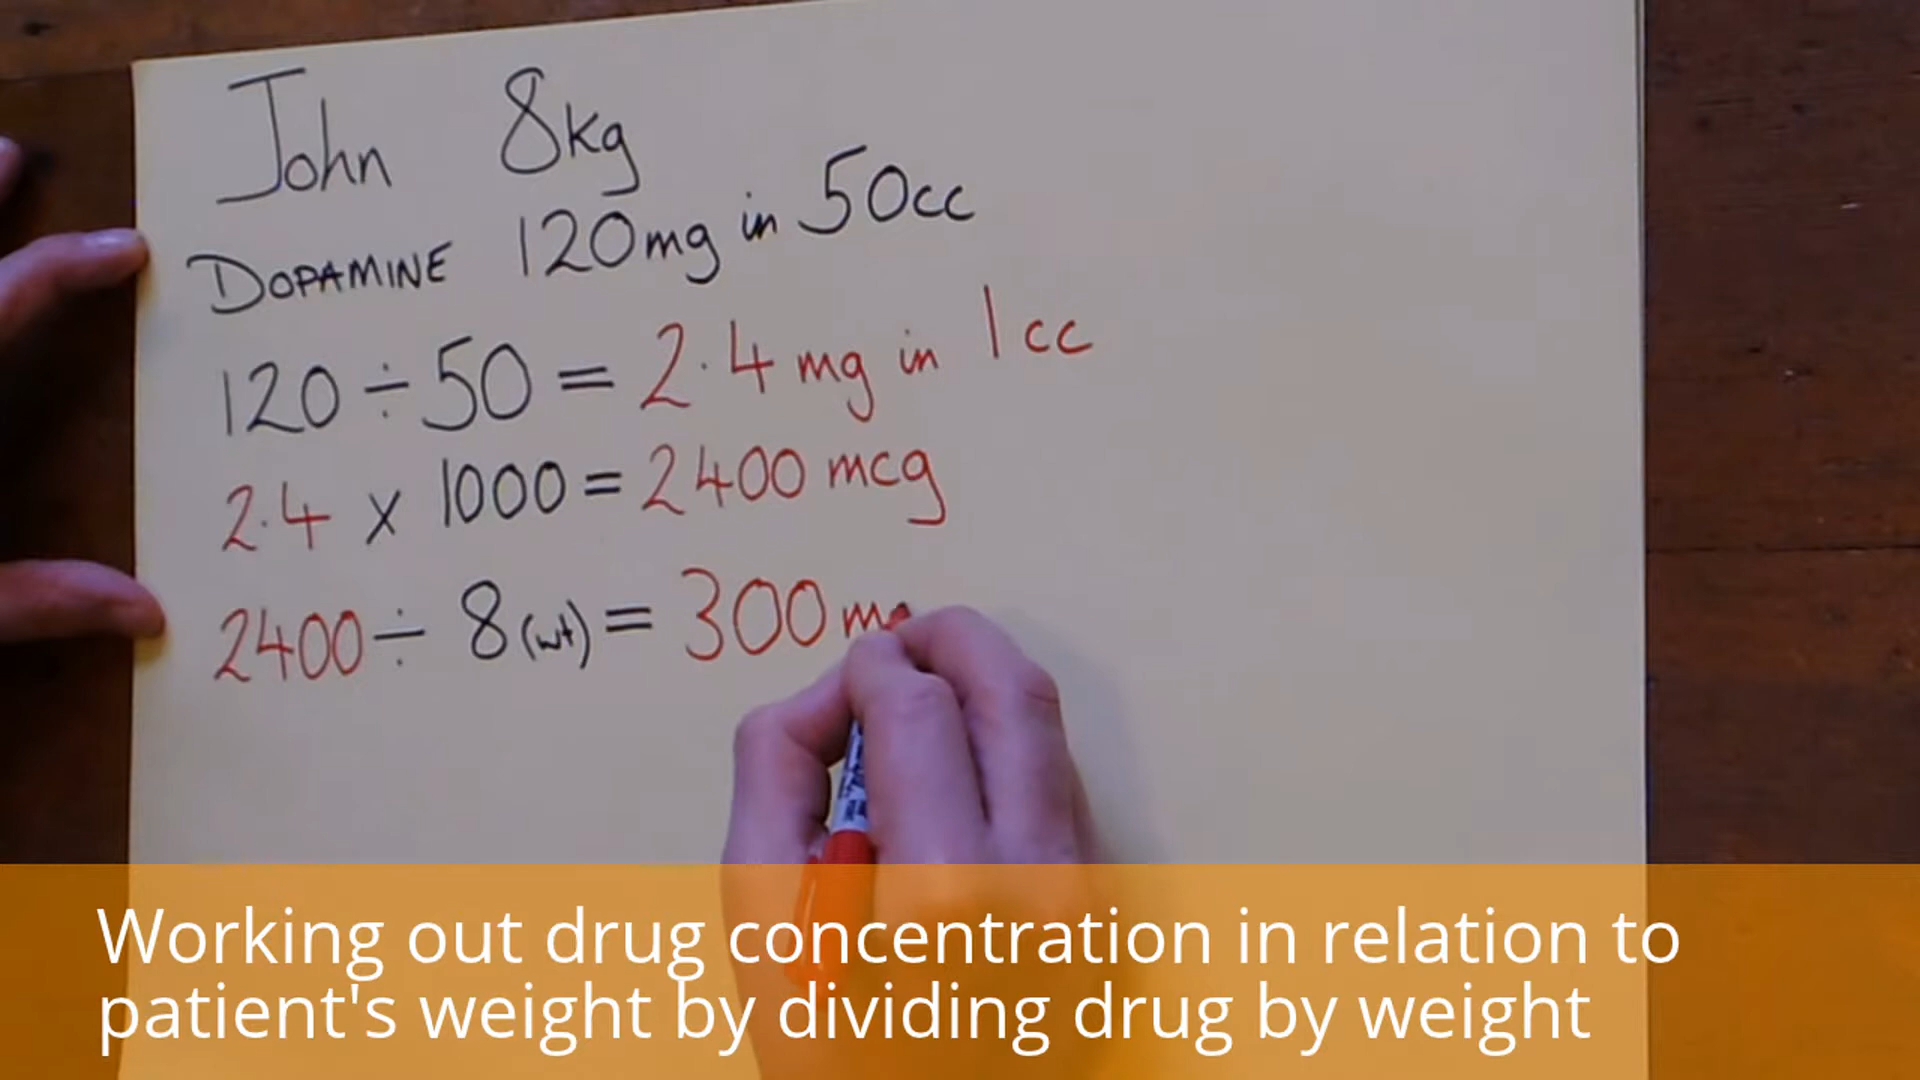 John 8kg
DOPAMINE 120mg in 50cc
120 ÷ 50 = 2.4 mg in 1cc
2.4 x 1000 = 2400 mcg
2400 ÷ 8 (wt) = 300
Working out drug concentration in relation to
patient's weight by dividing drug by weight